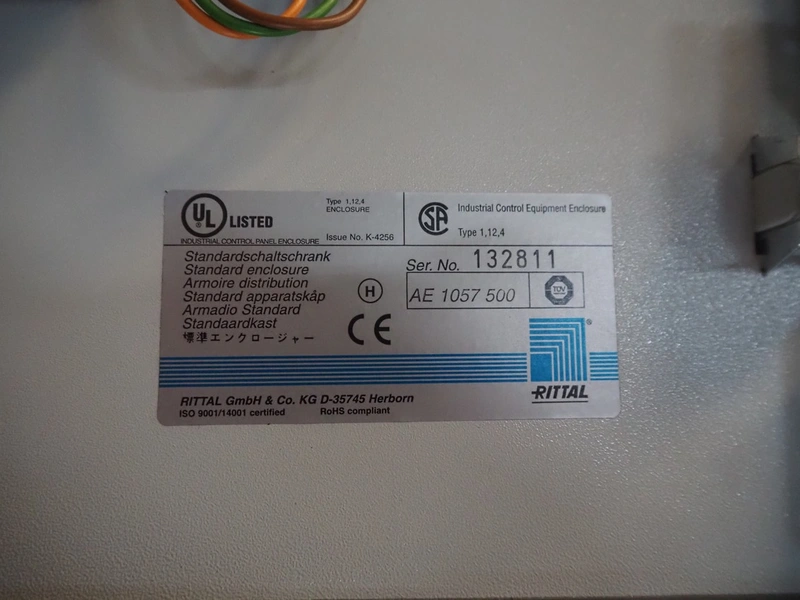 UL ® LISTED
INDUSTRIAL CONTROL PANEL ENCLOSURE
Type 1,12,4
ENCLOSURE
Issue No. K-4256
SA Industrial Control Equipment Enclosure
Type 1,12,4
Standardschaltschrank
Standard enclosure
Armoire distribution
Standard apparatskåp
Armadio Standard
Standaardkast
標準エンクロージャー
H
CE
Ser. No. 132811
AE 1057 500
TÜV
®
RITTAL
RITTAL GmbH & Co. KG D-35745 Herborn
ISO 9001/14001 certified RoHS compliant